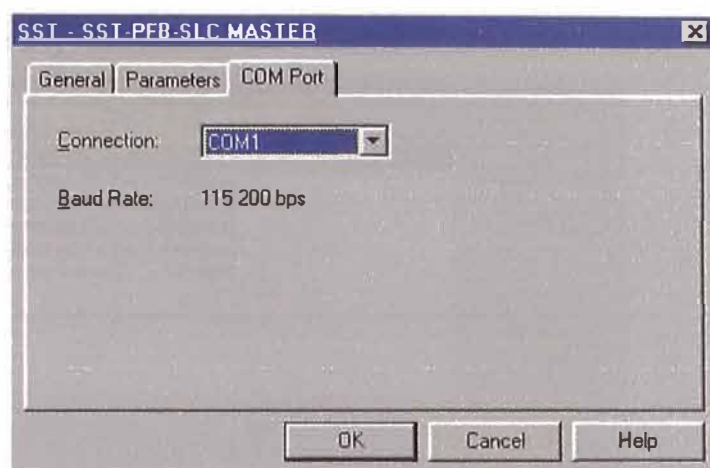 SST - SST-PFB-SLC MASTER
General Parameters COM Port
Connection: COM1
Baud Rate: 115 200 bps
OK Cancel Help